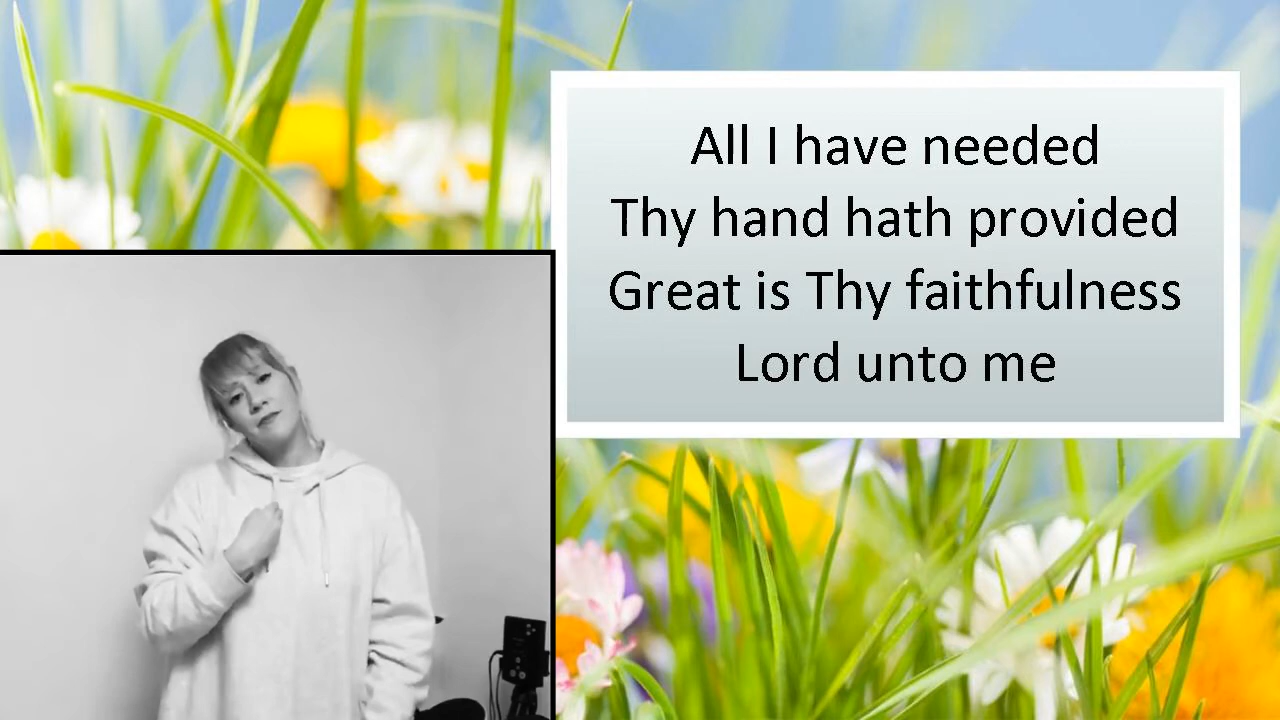 All I have needed
Thy hand hath provided
Great is Thy faithfulness
Lord unto me